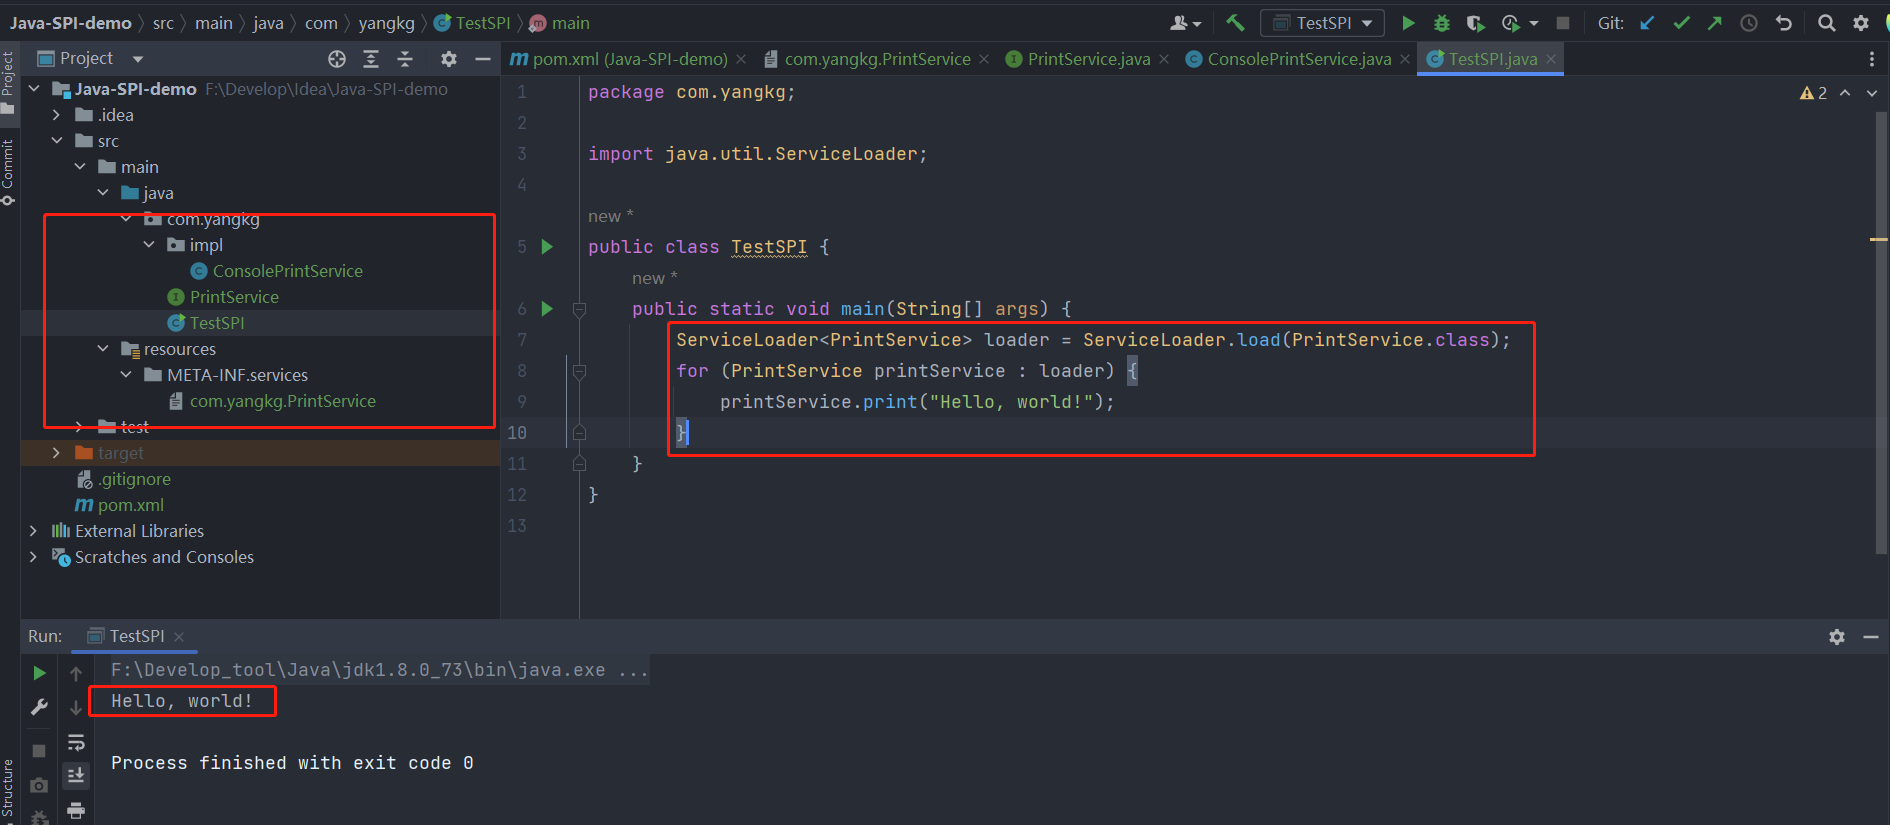 Java-SPI-demo src main java com yangkg TestSPI main TestSPI Git:
Project
Commit
Structure
Project
Java-SPI-demo F:\Develop\Idea\Java-SPI-demo
.idea
src
main
java
com.yangkg
impl
ConsolePrintService
PrintService
TestSPI
resources
META-INF.services
com.yangkg.PrintService
test
target
.gitignore
pom.xml
External Libraries
Scratches and Consoles
pom.xml (Java-SPI-demo) com.yangkg.PrintService PrintService.java ConsolePrintService.java TestSPI.java
2
1 package com.yangkg;
2
3 import java.util.ServiceLoader;
4
new *
5 public class TestSPI {
new *
6 public static void main(String[] args) {
7 ServiceLoader<PrintService> loader = ServiceLoader.load(PrintService.class);
8 for (PrintService printService : loader) {
9 printService.print("Hello, world!");
10 }
11 }
12 }
13
Run: TestSPI
F:\Develop_tool\Java\jdk1.8.0_73\bin\java.exe ...
Hello, world!
Process finished with exit code 0